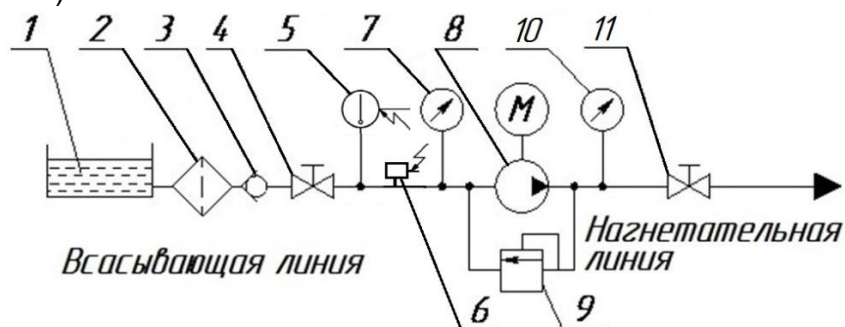 1 2 3 4 5 7 8 10 11
М
Всасывающая линия
Нагнетательная
линия
6 9